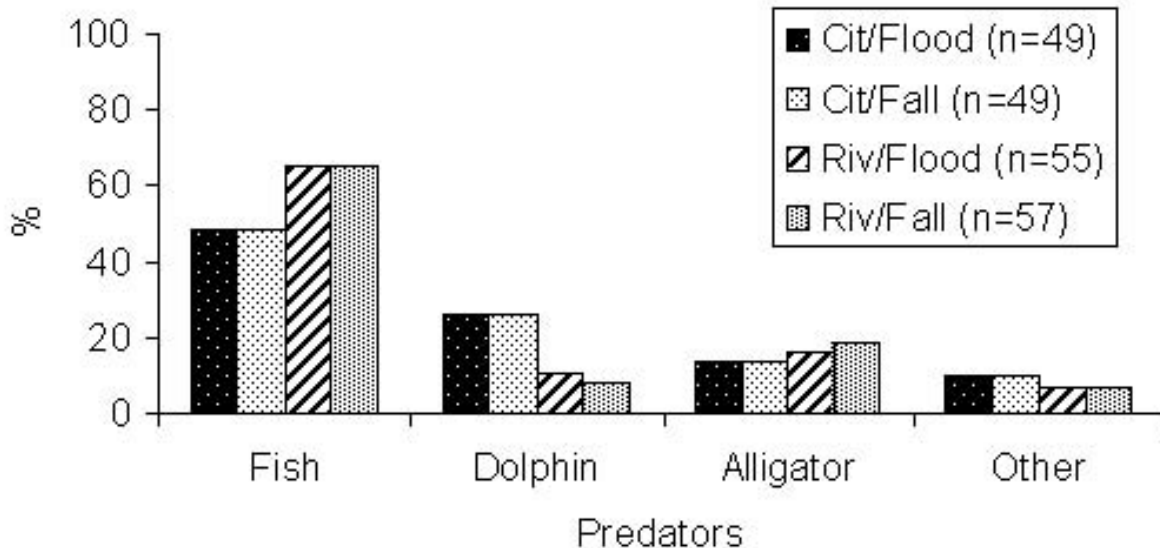 100
80
60
40
20
0
%
Cit/Flood (n=49)
Cit/Fall (n=49)
Riv/Flood (n=55)
Riv/Fall (n=57)
Fish Dolphin Alligator Other
Predators